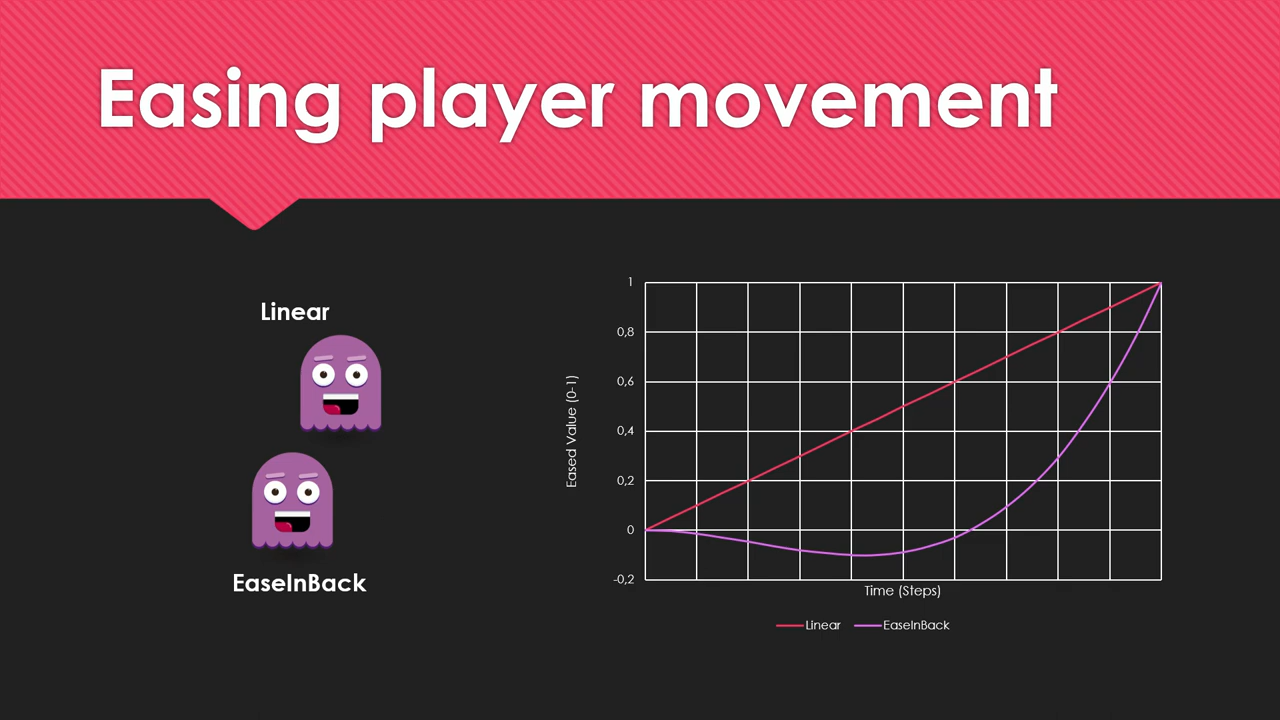 Easing player movement
Linear
EaseInBack
Eased Value (0-1)
1
0,8
0,6
0,4
0,2
0
-0,2
Time (Steps)
Linear EaseInBack